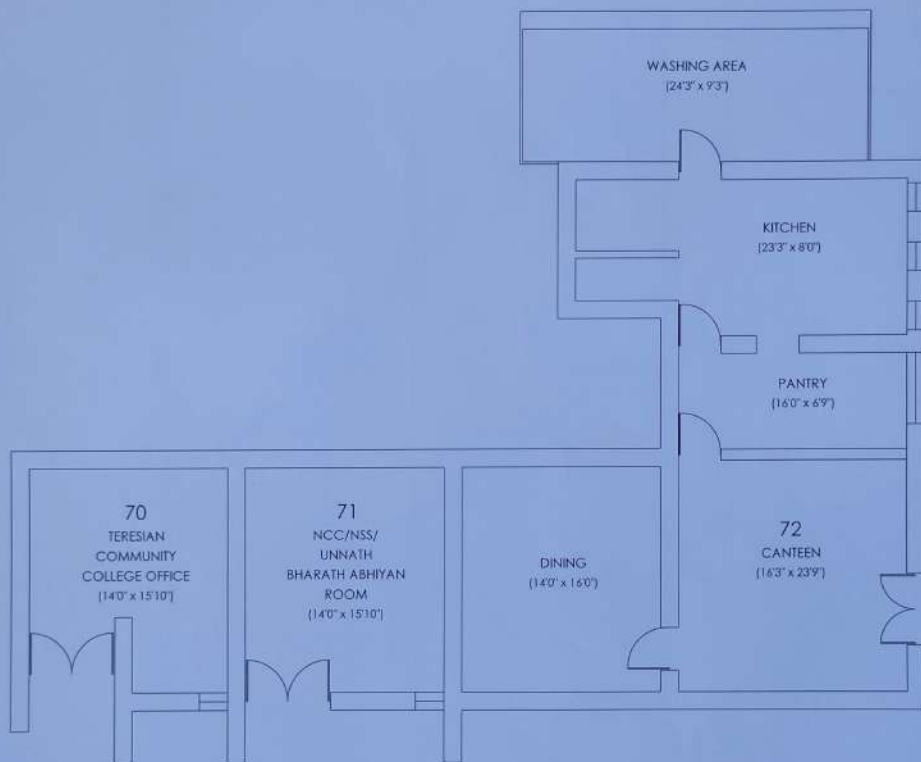 WASHING AREA
(24'3" x 9'3")
KITCHEN
(23'3" x 8'0")
PANTRY
(16'0" x 6'9")
70
TERESIAN
COMMUNITY
COLLEGE OFFICE
(14'0" x 15'10")
71
NCC/NSS/
UNNATH
BHARATH ABHIYAN
ROOM
(14'0" x 15'10")
DINING
(14'0" x 16'0")
72
CANTEEN
(16'3" x 23'9")